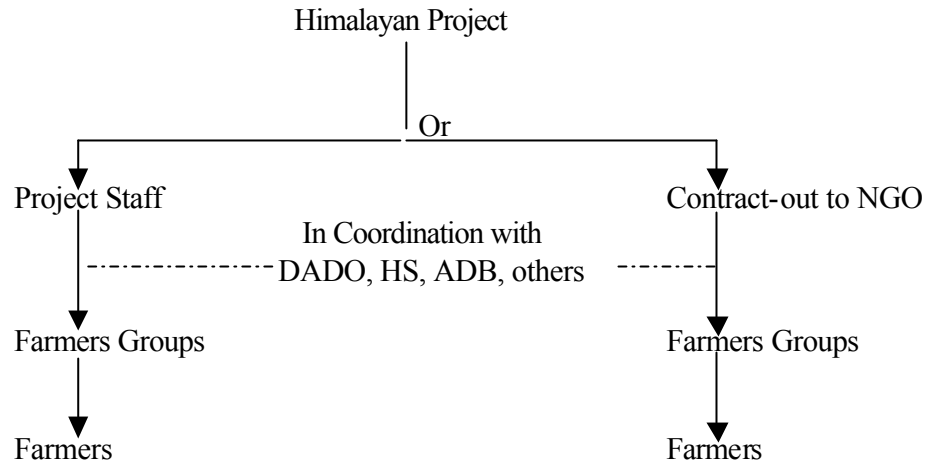 Himalayan Project
Or
Project Staff
Contract-out to NGO
In Coordination with
DADO, HS, ADB, others
Farmers Groups
Farmers Groups
Farmers
Farmers